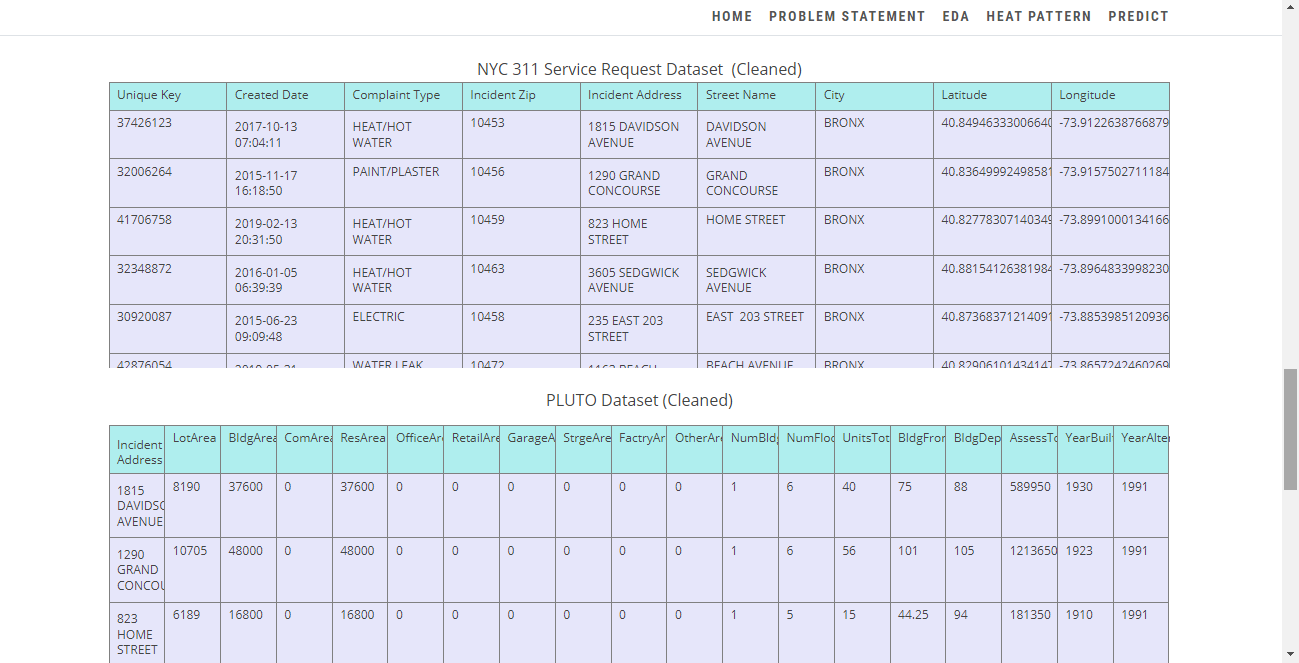 HOME PROBLEM STATEMENT EDA HEAT PATTERN PREDICT
NYC 311 Service Request Dataset (Cleaned)
Unique Key Created Date Complaint Type Incident Zip Incident Address Street Name City Latitude Longitude
37426123 2017-10-13 07:04:11 HEAT/HOT WATER 10453 1815 DAVIDSON AVENUE DAVIDSON AVENUE BRONX 40.84946333006640 -73.9122638766879
32006264 2015-11-17 16:18:50 PAINT/PLASTER 10456 1290 GRAND CONCOURSE GRAND CONCOURSE BRONX 40.83649992498581 -73.9157502711184
41706758 2019-02-13 20:31:50 HEAT/HOT WATER 10459 823 HOME STREET HOME STREET BRONX 40.82778307140349 -73.8991000134166
32348872 2016-01-05 06:39:39 HEAT/HOT WATER 10463 3605 SEDGWICK AVENUE SEDGWICK AVENUE BRONX 40.88154126381984 -73.8964833998230
30920087 2015-06-23 09:09:48 ELECTRIC 10458 235 EAST 203 STREET EAST 203 STREET BRONX 40.87368371214091 -73.8853985120936
42876054 WATER LEAK 10472 BEACH AVENUE BRONX 40.82906101434147 -73.8657242460269
PLUTO Dataset (Cleaned)
Incident Address LotArea BldgArea ComArea ResArea OfficeAr RetailAre GarageA StrgeAre FactryAr OtherAre NumBldg NumFloo UnitsTot BldgFron BldgDep AssessTo YearBuilt YearAlte
1815 DAVIDSO AVENUE 8190 37600 0 37600 0 0 0 0 0 0 1 6 40 75 88 589950 1930 1991
1290 GRAND CONCOU 10705 48000 0 48000 0 0 0 0 0 0 1 6 56 101 105 1213650 1923 1991
823 HOME STREET 6189 16800 0 16800 0 0 0 0 0 0 1 5 15 44.25 94 181350 1910 1991